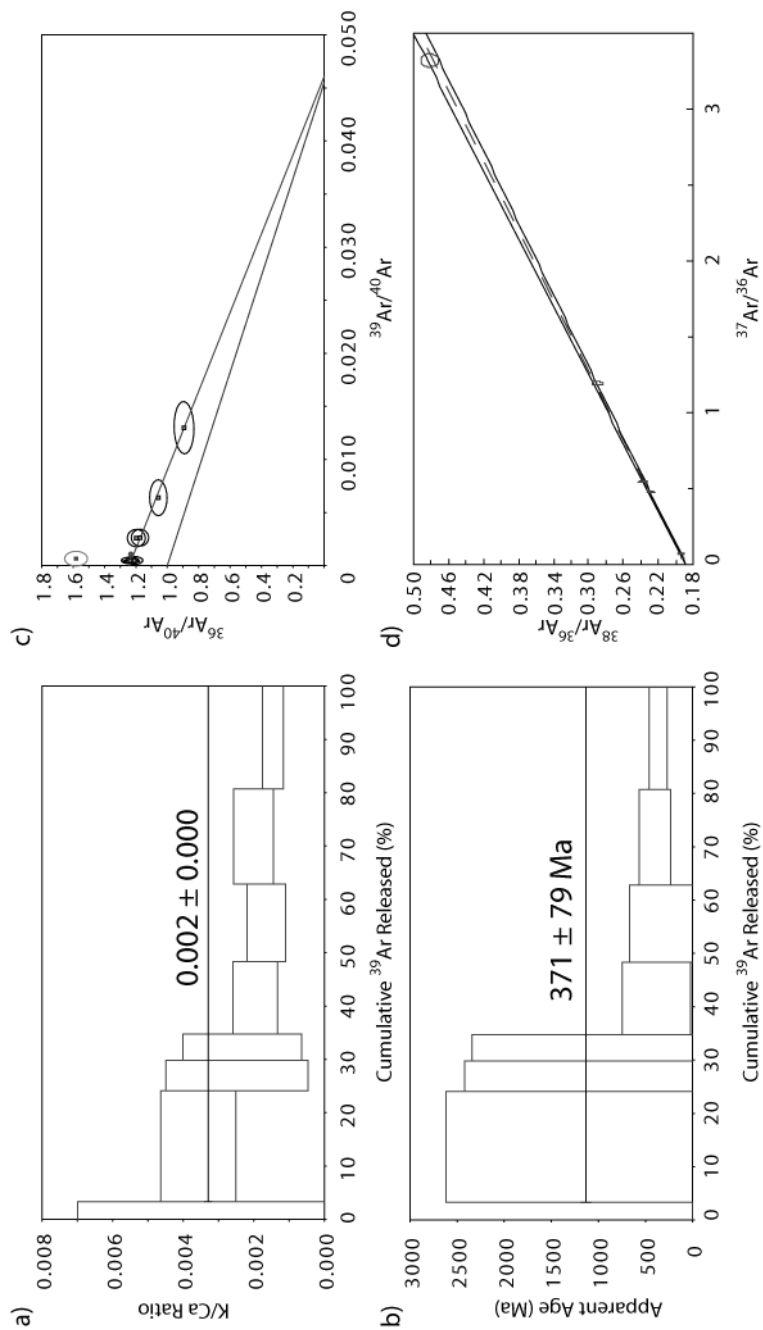 a)
K/Ca Ratio
0.008
0.006
0.004
0.002
0.000
0.002 ± 0.000
0 10 20 30 40 50 60 70 80 90 100
Cumulative ³⁹Ar Released (%)
b)
Apparent Age (Ma)
3000
2500
2000
1500
1000
500
0
371 ± 79 Ma
0 10 20 30 40 50 60 70 80 90 100
Cumulative ³⁹Ar Released (%)
c)
³⁶Ar/⁴⁰Ar
1.8
1.6
1.4
1.2
1.0
0.8
0.6
0.4
0.2
0 0.010 0.020 0.030 0.040 0.050
³⁹Ar/⁴⁰Ar
d)
³⁸Ar/³⁶Ar
0.50
0.46
0.42
0.38
0.34
0.30
0.26
0.22
0.18
0 1 2 3
³⁷Ar/³⁶Ar